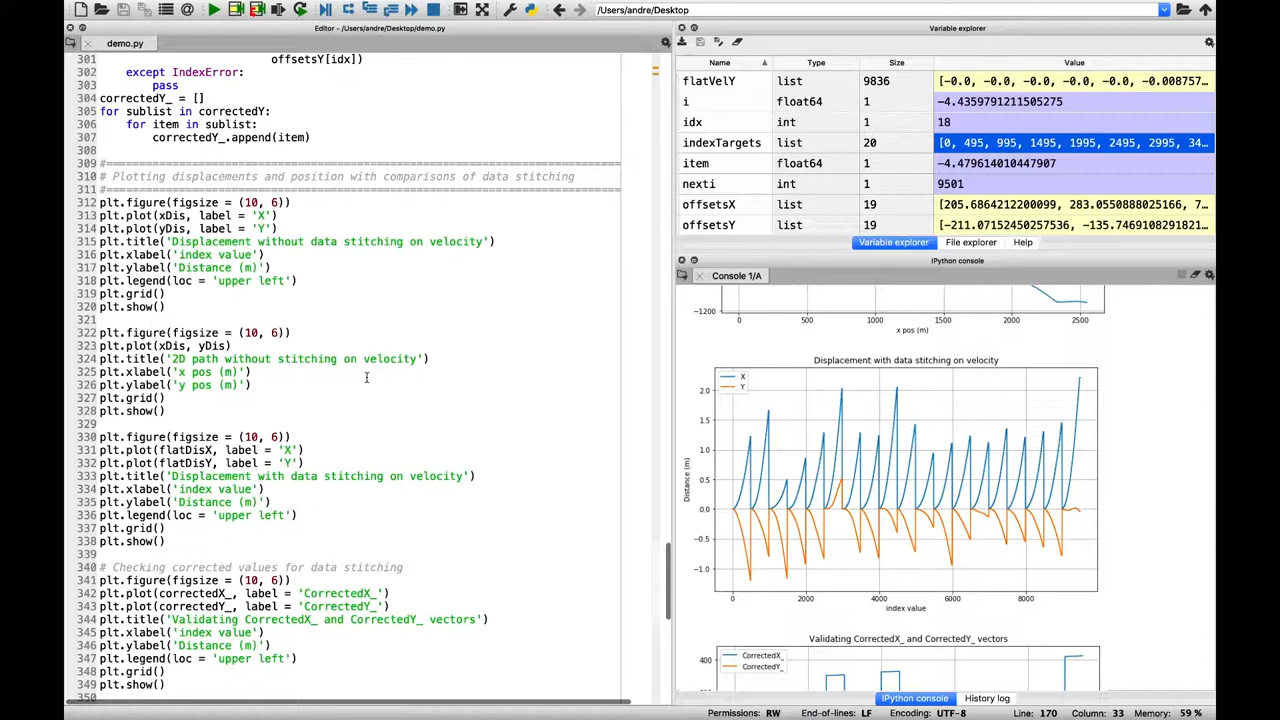 /Users/andre/Desktop
Editor - /Users/andre/Desktop/demo.py
demo.py
301 offsetsY[idx])
302 except IndexError:
303 pass
304 correctedY_ = []
305 for sublist in correctedY:
306 for item in sublist:
307 correctedY_.append(item)
308
309 #==============================================================================
310 # Plotting displacements and position with comparisons of data stitching
311 #==============================================================================
312 plt.figure(figsize = (10, 6))
313 plt.plot(xDis, label = 'X')
314 plt.plot(yDis, label = 'Y')
315 plt.title('Displacement without data stitching on velocity')
316 plt.xlabel('index value')
317 plt.ylabel('Distance (m)')
318 plt.legend(loc = 'upper left')
319 plt.grid()
320 plt.show()
321
322 plt.figure(figsize = (10, 6))
323 plt.plot(xDis, yDis)
324 plt.title('2D path without stitching on velocity')
325 plt.xlabel('x pos (m)')
326 plt.ylabel('y pos (m)')
327 plt.grid()
328 plt.show()
329
330 plt.figure(figsize = (10, 6))
331 plt.plot(flatDisX, label = 'X')
332 plt.plot(flatDisY, label = 'Y')
333 plt.title('Displacement with data stitching on velocity')
334 plt.xlabel('index value')
335 plt.ylabel('Distance (m)')
336 plt.legend(loc = 'upper left')
337 plt.grid()
338 plt.show()
339
340 # Checking corrected values for data stitching
341 plt.figure(figsize = (10, 6))
342 plt.plot(correctedX_, label = 'CorrectedX_')
343 plt.plot(correctedY_, label = 'CorrectedY_')
344 plt.title('Validating CorrectedX_ and CorrectedY_ vectors')
345 plt.xlabel('index value')
346 plt.ylabel('Distance (m)')
347 plt.legend(loc = 'upper left')
348 plt.grid()
349 plt.show()
350
Variable explorer
Name Type Size Value
flatVelY list 9836 [-0.0, -0.0, -0.0, -0.0, -0.0, -0.008757...
i float64 1 -4.4359791211505275
idx int 1 18
indexTargets list 20 [0, 495, 995, 1495, 1995, 2495, 2995, 34...
item float64 1 -4.479614010447907
nexti int 1 9501
offsetsX list 19 [205.6864212200099, 283.0550888025166, 7...
offsetsY list 19 [-211.07152450257536, -135.7469108291821...
Variable explorer File explorer Help
IPython console
Console 1/A
-1200
0 500 1000 1500 2000 2500
x pos (m)
Displacement with data stitching on velocity
X
Y
2.0
1.5
1.0
0.5
0.0
-0.5
-1.0
Distance (m)
0 2000 4000 6000 8000
index value
Validating CorrectedX_ and CorrectedY_ vectors
400
CorrectedX_
CorrectedY_
IPython console History log
Permissions: RW End-of-lines: LF Encoding: UTF-8 Line: 170 Column: 33 Memory: 59 %